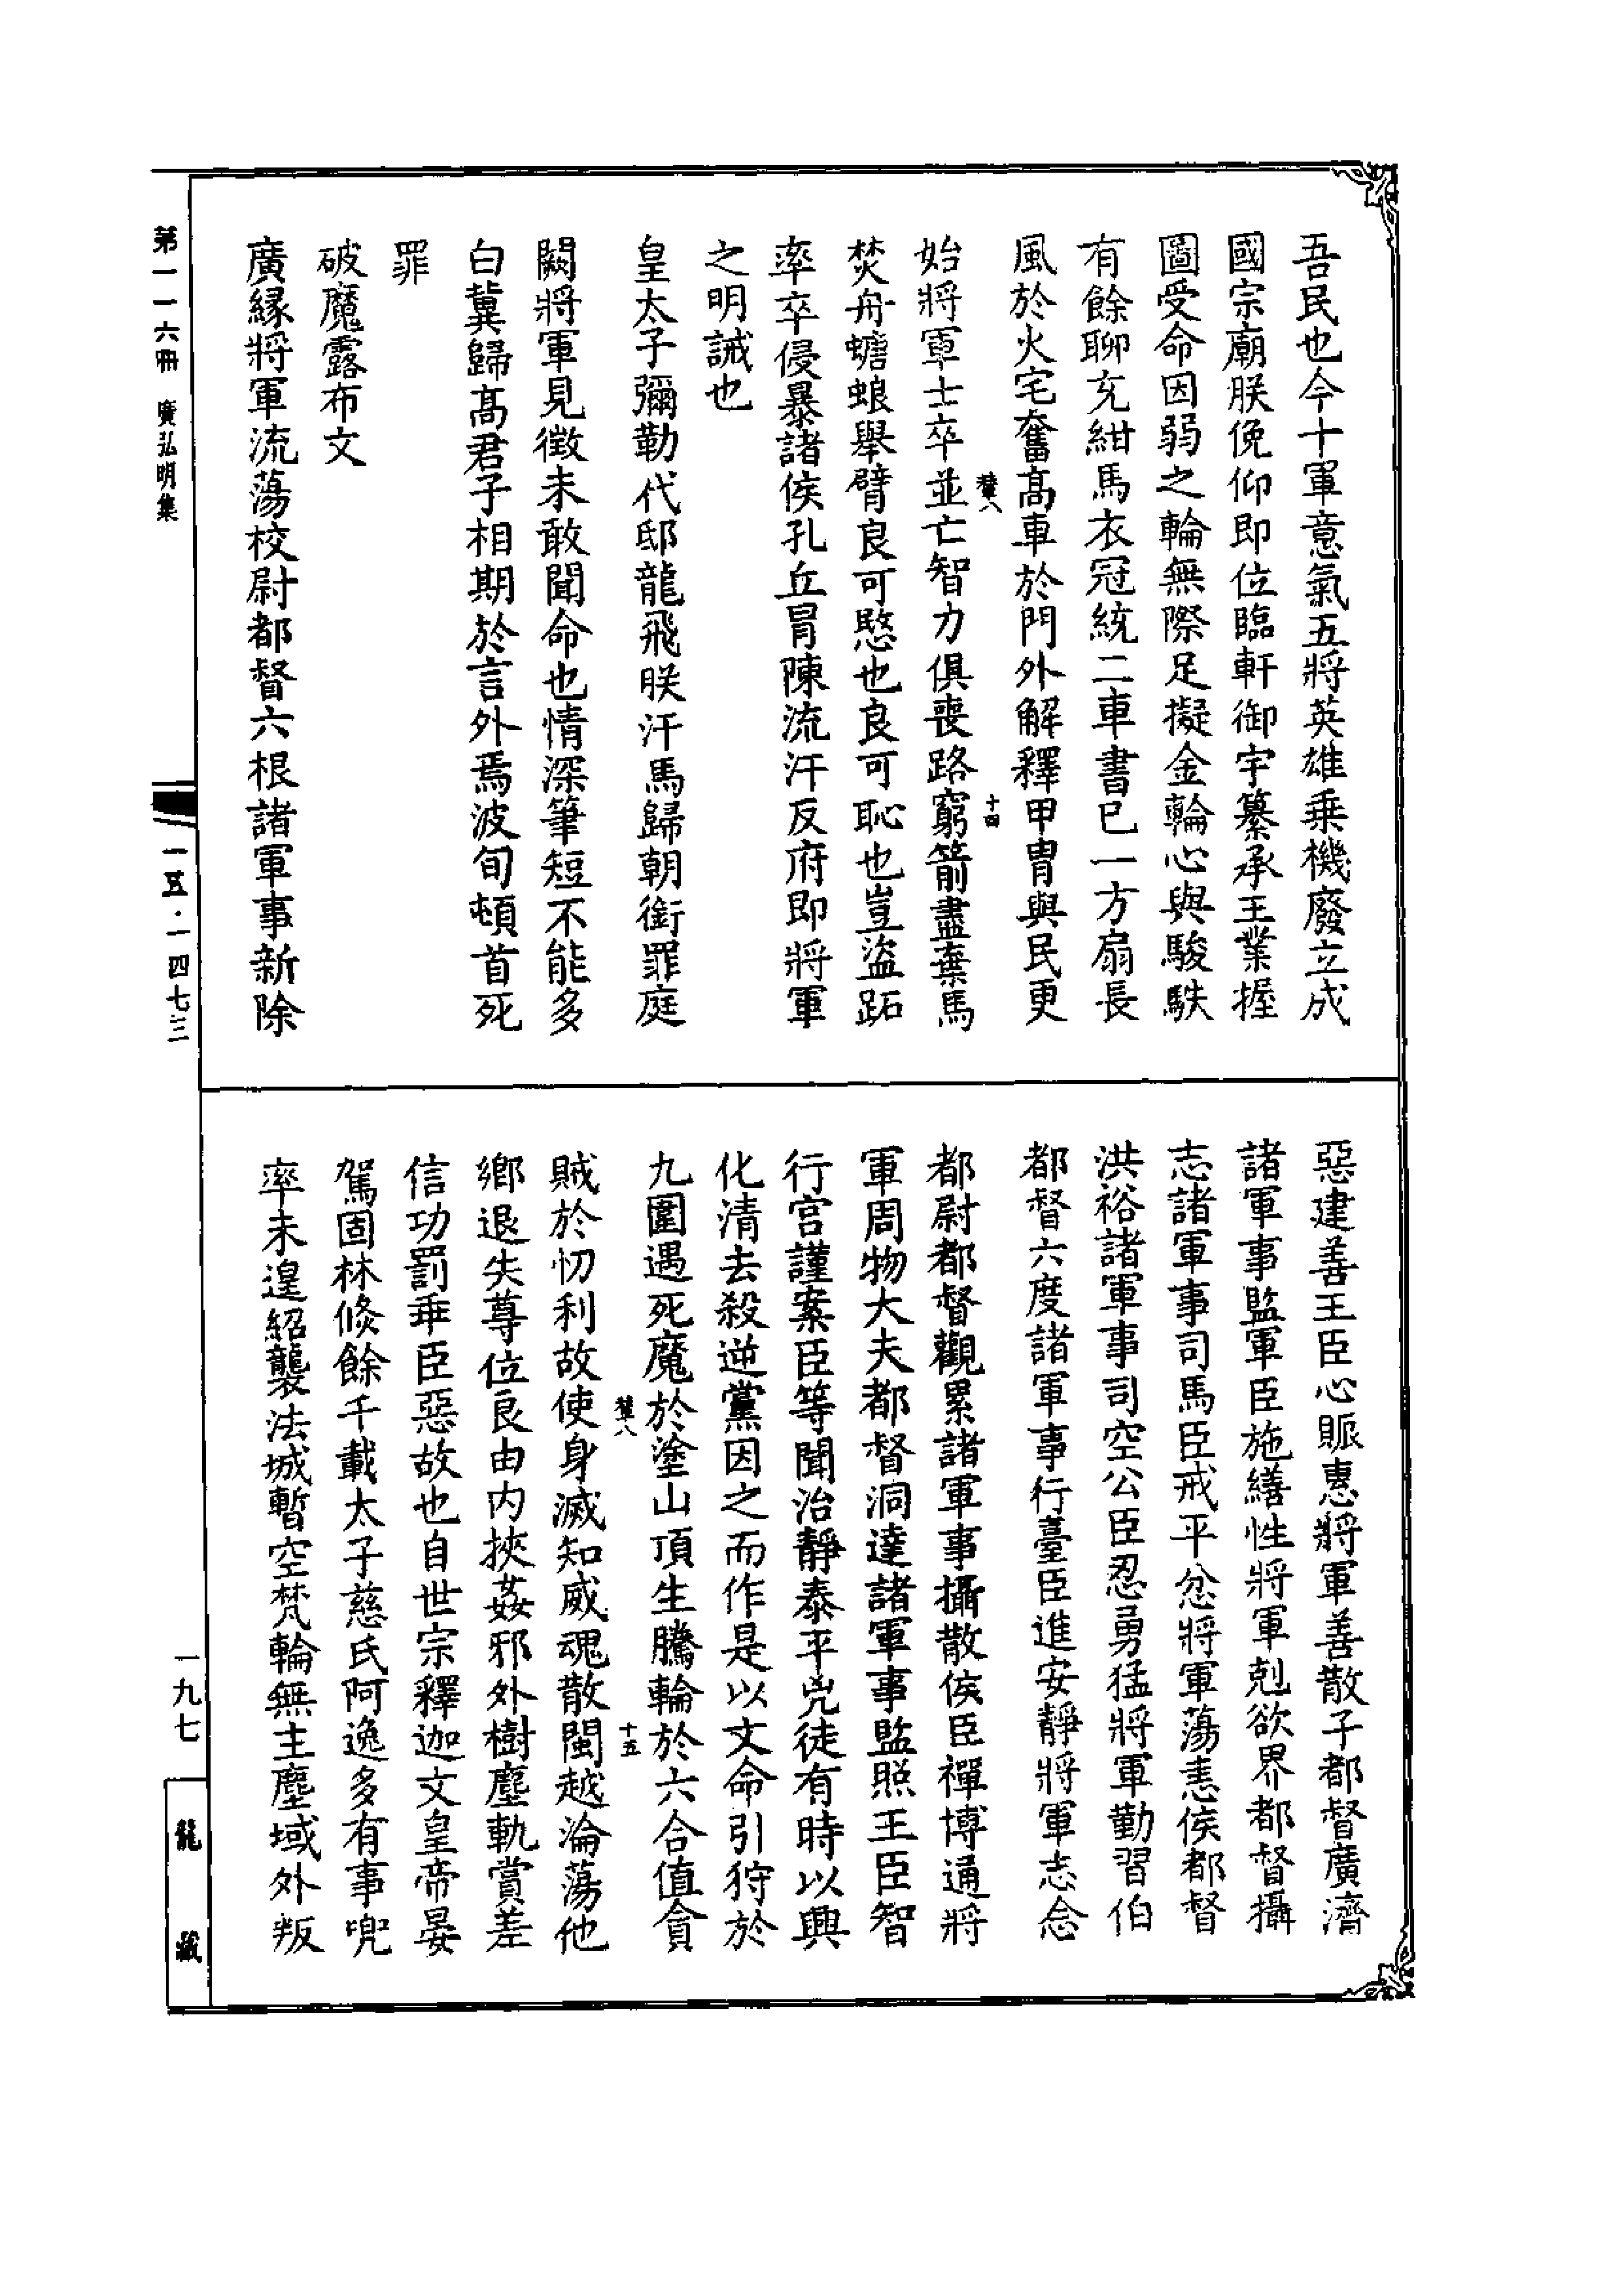 吾民也今十軍意氣五將英雄乗機廢立成
國宗廟朕俛仰即位臨軒御宇纂承王業握
圖受命因弱之輪無際足擬金輪心與駿駃
有餘聊充紺馬衣冠統二車書已一方扇長
風於火宅奮髙車於門外解釋甲胄與民更
始將軍士卒並亡智力俱喪路窮箭盡棄馬
焚舟螗蜋舉臂良可愍也良可恥也豈盜跖
率卒侵暴諸侯孔丘冒陳流汗反府即將軍
之明誡也
皇太子彌勒代邸龍飛朕汗馬歸朝銜罪庭
闕將軍見徵未敢聞命也情深筆短不能多
白冀歸髙君子相期於言外焉波旬頓首死
罪
破魔露布文
廣縁將軍流蕩校尉都督六根諸軍事新除
惡建善王臣心賑惠將軍善散子都督廣濟
諸軍事監軍臣施繕性將軍剋欲界都督攝
志諸軍事司馬臣戒平忿將軍蕩恚侯都督
洪裕諸軍事司空公臣忍勇猛將軍勤習伯
都督六度諸軍事行臺臣進安靜將軍志念
都尉都督觀累諸軍事攝散侯臣禪博通將
軍周物大夫都督洞達諸軍事監照王臣智
行宫謹案臣等聞治靜泰平兇徒有時以興
化清去殺逆黨因之而作是以文命引狩於
九圍遇死魔於塗山頂生騰輪於六合值貪
賊於忉利故使身滅知威魂散閩越淪蕩他
鄉退失尊位良由内挾姦邪外樹塵軌賞差
信功罰乖臣惡故也自世宗釋迦文皇帝晏
駕固林倏餘千載太子慈氏阿逸多有事兜
率未遑紹襲法城暫空梵輪無主塵域外叛
十四
十五
第一一六冊 廣弘明集
一五·一四七三
一九七
龍藏